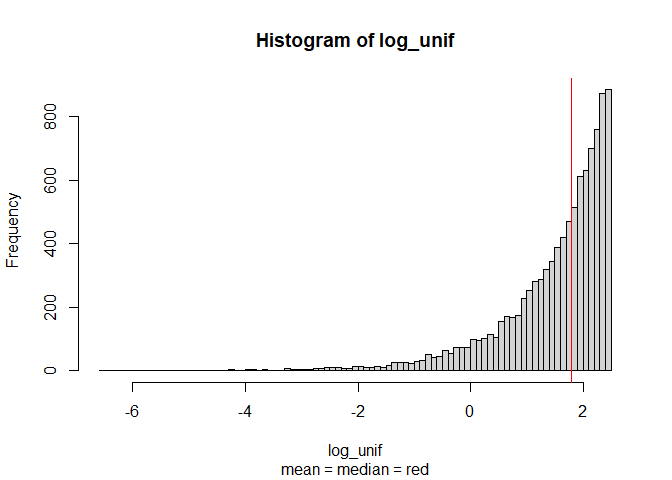 Histogram of log_unif
Frequency
800
600
400
200
0
-6 -4 -2 0 2
log_unif
mean = median = red